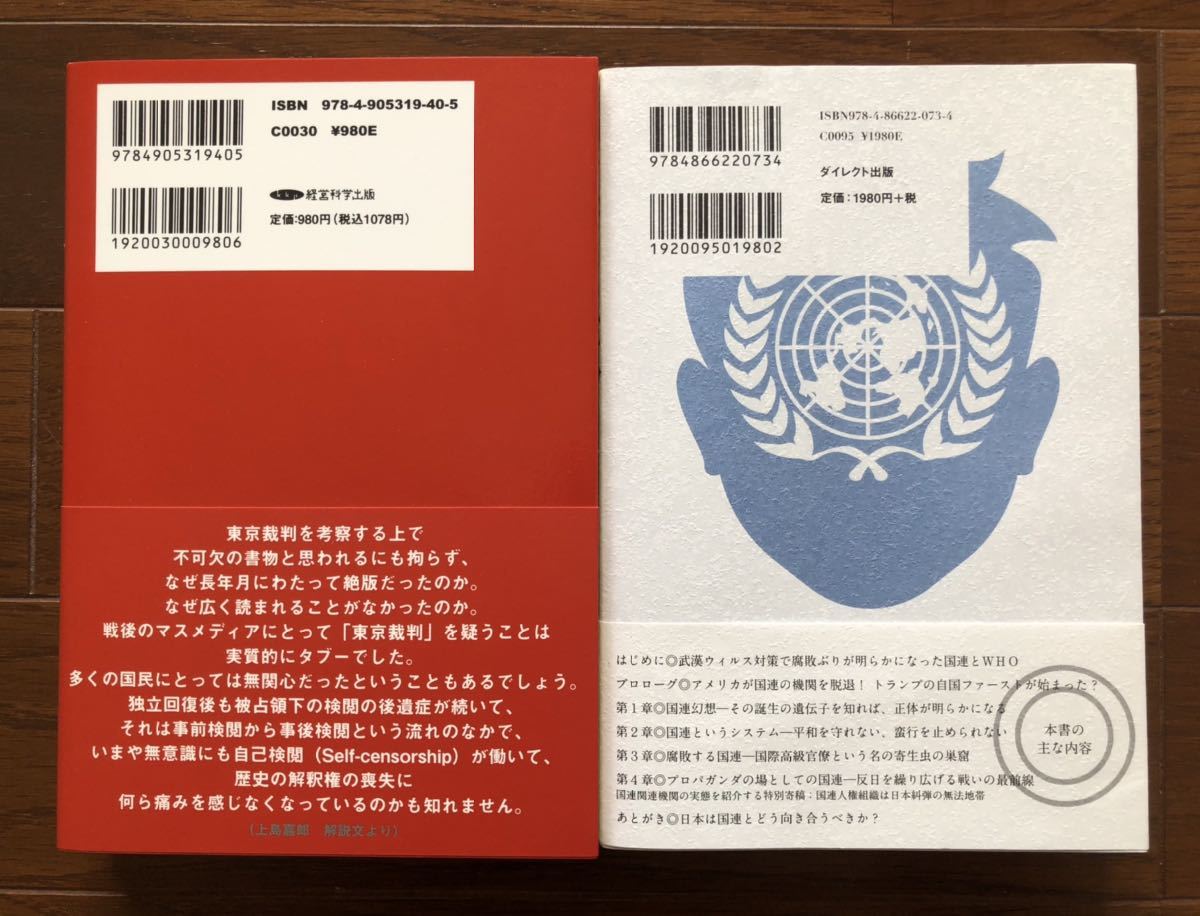 ISBN 978-4-905319-40-5
C0030 ¥980E
9784905319405
経営科学出版
定価:980円(税込1078円)
1920030009806
東京裁判を考察する上で
不可欠の書物と思われるにも拘らず、
なぜ長年月にわたって絶版だったのか。
なぜ広く読まれることがなかったのか。
戦後のマスメディアにとって「東京裁判」を疑うことは
実質的にタブーでした。
多くの国民にとっては無関心だったということもあるでしょう。
独立回復後も被占領下の検閲の後遺症が続いて、
それは事前検閲から事後検閲という流れのなかで、
いまや無意識にも自己検閲(Self-censorship)が働いて、
歴史の解釈権の喪失に
何ら痛みを感じなくなっているのかも知れません。
(上島嘉郎 解説文より)
ISBN978-4-86622-073-4
C0095 ¥1980E
9784866220734
ダイレクト出版
定価:1980円+税
1920095019802
はじめに◎武漢ウィルス対策で腐敗ぶりが明らかになった国連とWHO
プロローグ◎アメリカが国連の機関を脱退! トランプの自国ファーストが始まった?
第1章◎国連幻想―その誕生の遺伝子を知れば、正体が明らかになる
第2章◎国連というシステム―平和を守れない、蛮行を止められない
第3章◎腐敗する国連―国際高級官僚という名の寄生虫の巣窟
第4章◎プロパガンダの場としての国連―反日を繰り広げる戦いの最前線
国連関連機関の実態を紹介する特別寄稿:国連人権組織は日本糾弾の無法地帯
あとがき◎日本は国連とどう向き合うべきか?
本書の
主な内容